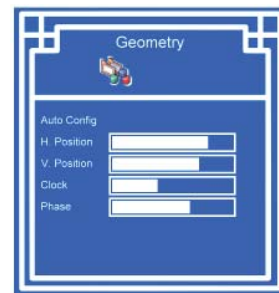 Geometry
Auto Config
H. Position
V. Position
Clock
Phase